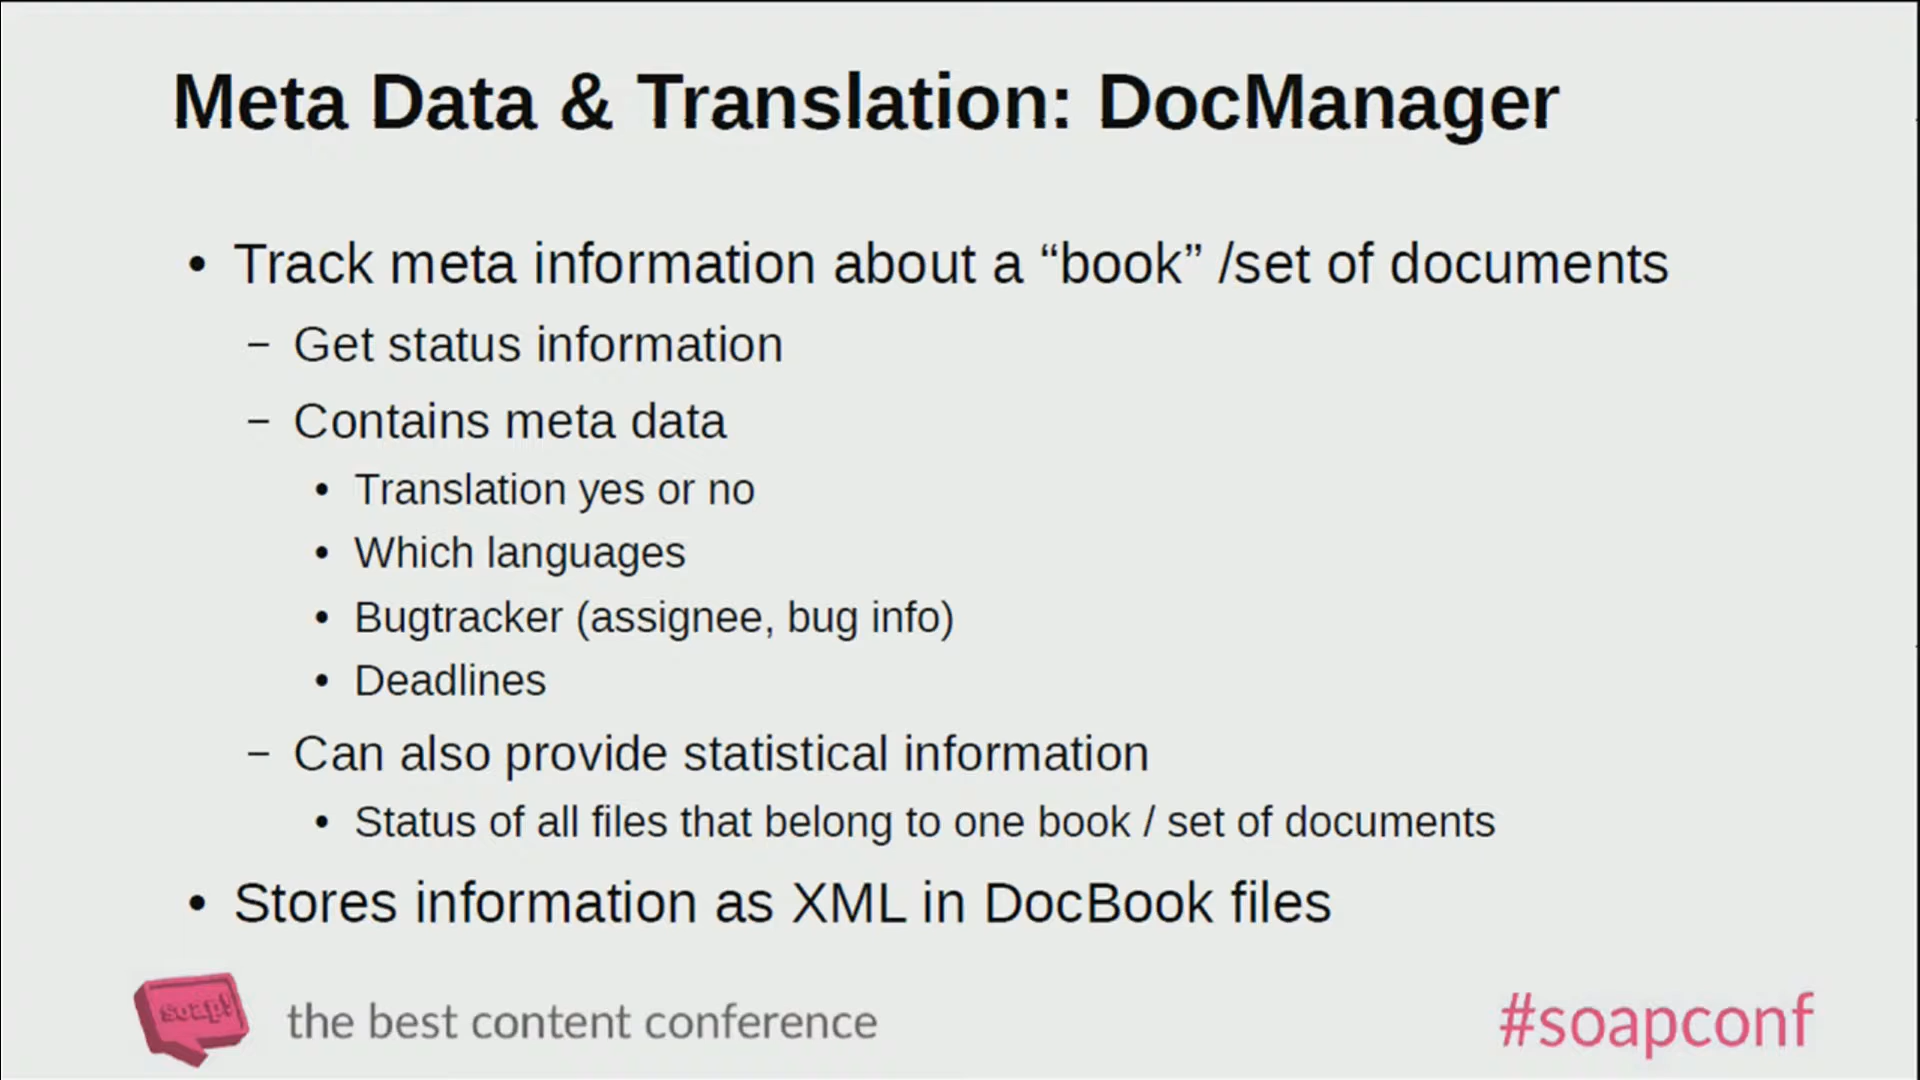 Meta Data & Translation: DocManager
• Track meta information about a “book” /set of documents
– Get status information
– Contains meta data
• Translation yes or no
• Which languages
• Bugtracker (assignee, bug info)
• Deadlines
– Can also provide statistical information
• Status of all files that belong to one book / set of documents
• Stores information as XML in DocBook files
soap!
the best content conference
#soapconf